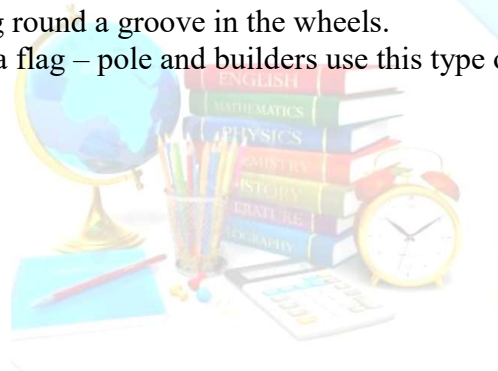 g round a groove in the wheels.
a flag – pole and builders use this type
ENGLISH
MATHEMATICS
PHYSICS